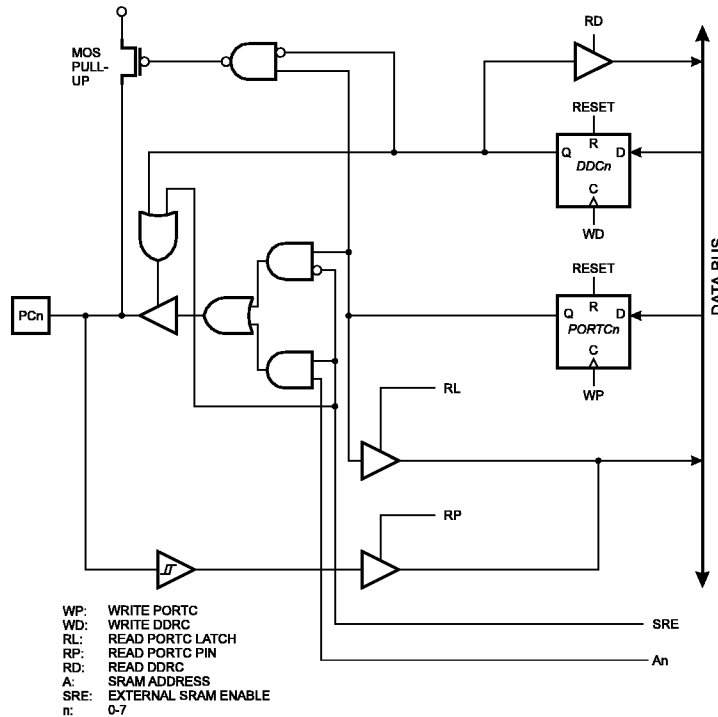 RD
MOS
PULL-
UP
RESET
R
Q
D
DDCn
C
WD
DATA BUS
RESET
PCn
R
Q
D
PORTCn
C
WP
RL
RP
WP: WRITE PORTC
WD: WRITE DDRC
RL: READ PORTC LATCH
RP: READ PORTC PIN
RD: READ DDRC
A: SRAM ADDRESS
SRE: EXTERNAL SRAM ENABLE
n: 0-7
SRE
An